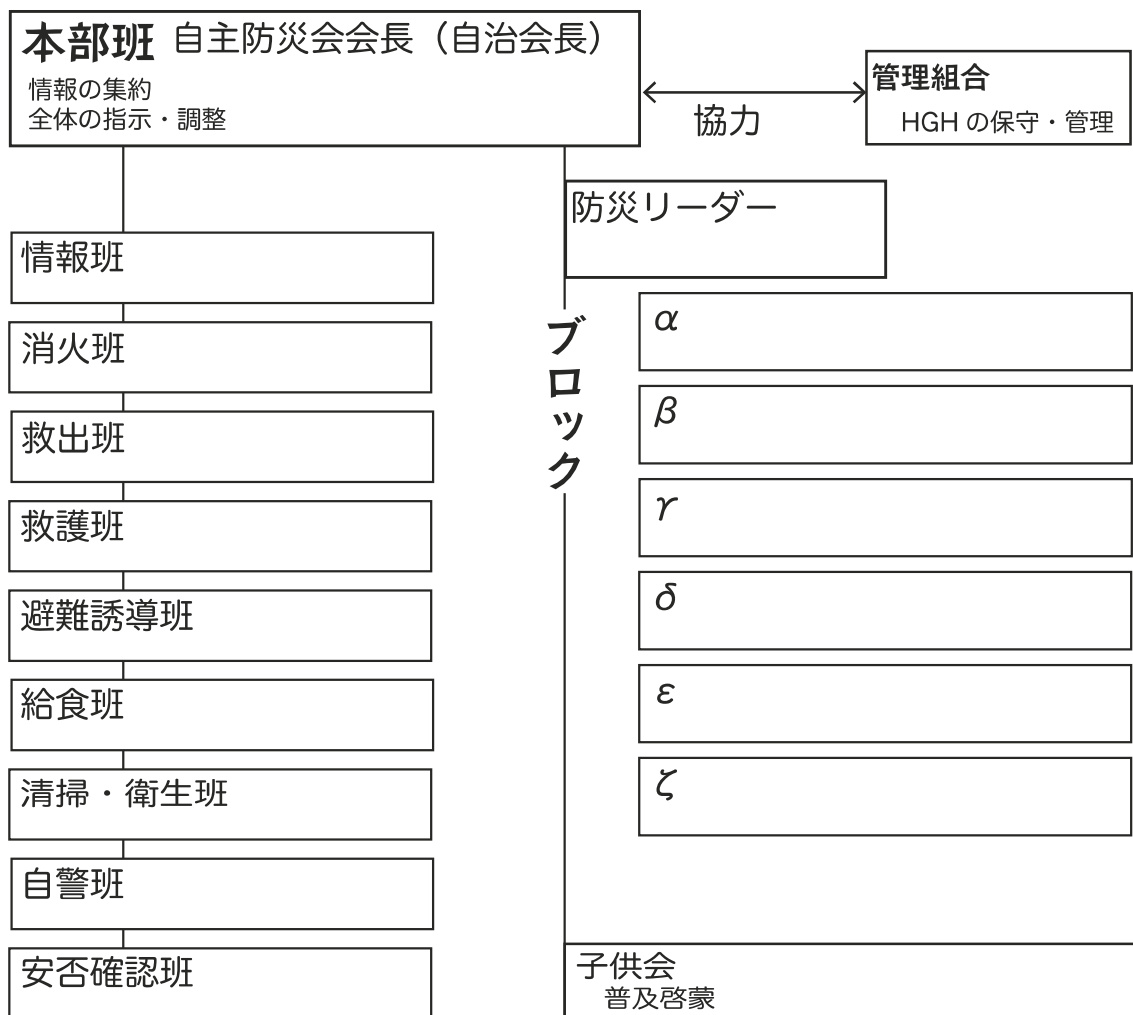 本部班 自主防災会会長（自治会長）
情報の集約
全体の指示・調整
協力
管理組合
HGH の保守・管理
防災リーダー
情報班
消火班
救出班
救護班
避難誘導班
給食班
清掃・衛生班
自警班
安否確認班
ブロック
α
β
γ
δ
ε
ζ
子供会
普及啓蒙